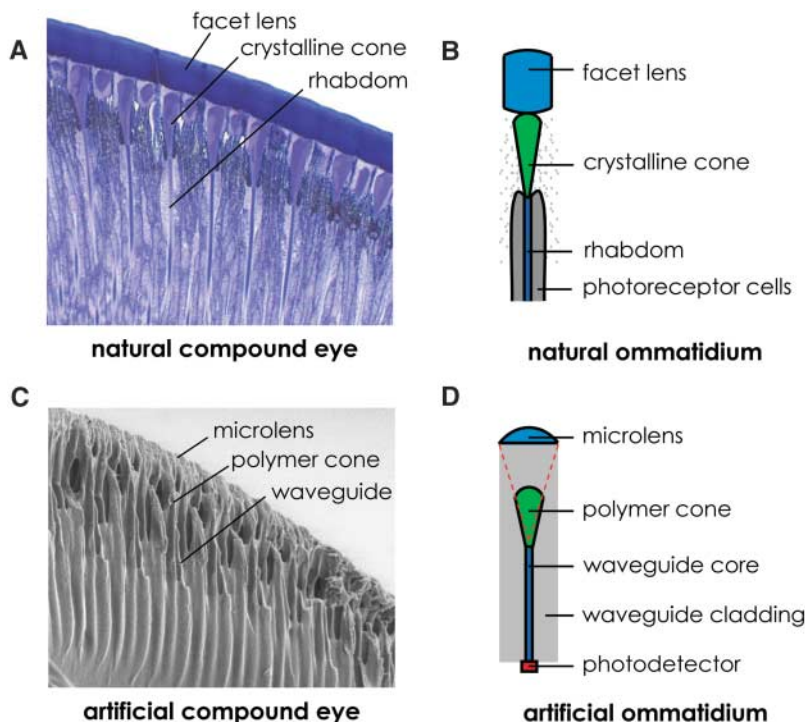 A
facet lens
crystalline cone
rhabdom
natural compound eye
B
facet lens
crystalline cone
rhabdom
photoreceptor cells
natural ommatidium
C
microlens
polymer cone
waveguide
artificial compound eye
D
microlens
polymer cone
waveguide core
waveguide cladding
photodetector
artificial ommatidium